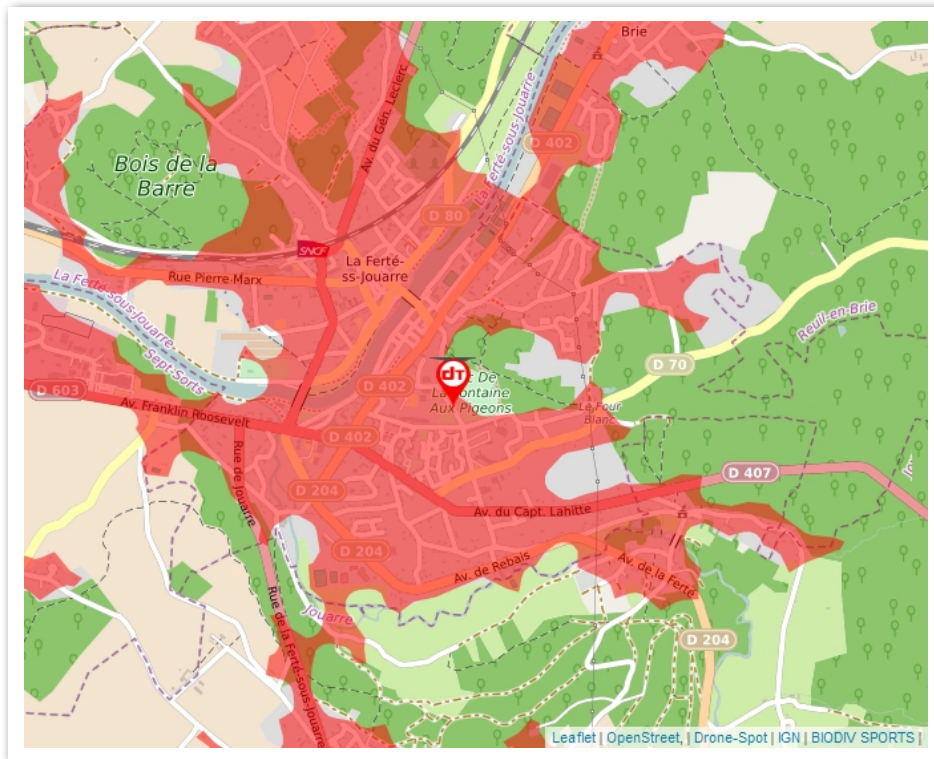 Brie
Av. du Gén. Leclerc
La Ferté-sous-Jouarre
D 402
Bois de la
Barre
D 80
SNCF
La Ferté-
ss-Jouarre
Rue Pierre-Marx
La Ferté-sous-Jouarre
Sept-Sorts
Reuil-en-Brie
D 70
D 603
D 402
De
La Fontaine
Aux Pigeons
Av. Franklin Roosevelt
Le Four
Blanc
D 402
Rue de Jouarre
D 407
D 204
Av. du Capt. Lahitte
D 204
Av. de Rebais
Av. de la Ferté
Jouarre
Rue de la Ferté-sous-Jouarre
D 204
Leaflet | OpenStreet, | Drone-Spot | IGN | BIODIV SPORTS |